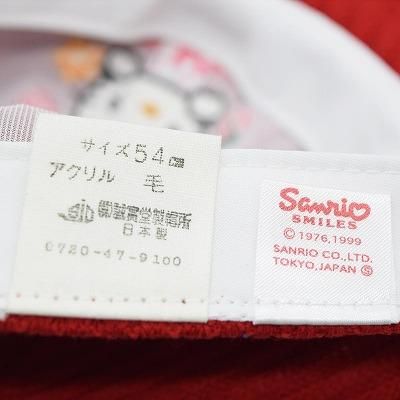 サイズ54cm
アクリル 毛
日本製
0720-47-9100
Sanrio
SMILES
©1976,1999
SANRIO CO.,LTD.
TOKYO,JAPAN Ⓢ